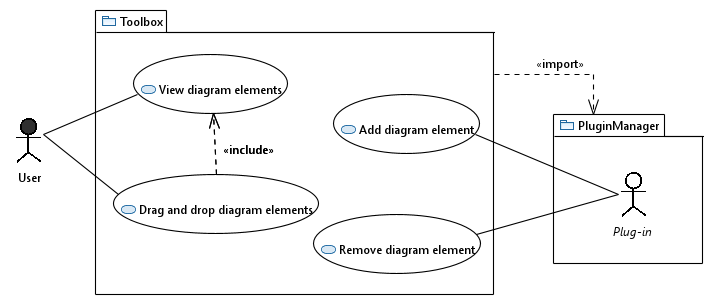 Toolbox
View diagram elements
«import»
Add diagram element
PluginManager
«include»
User
Drag and drop diagram elements
Remove diagram element
Plug-in